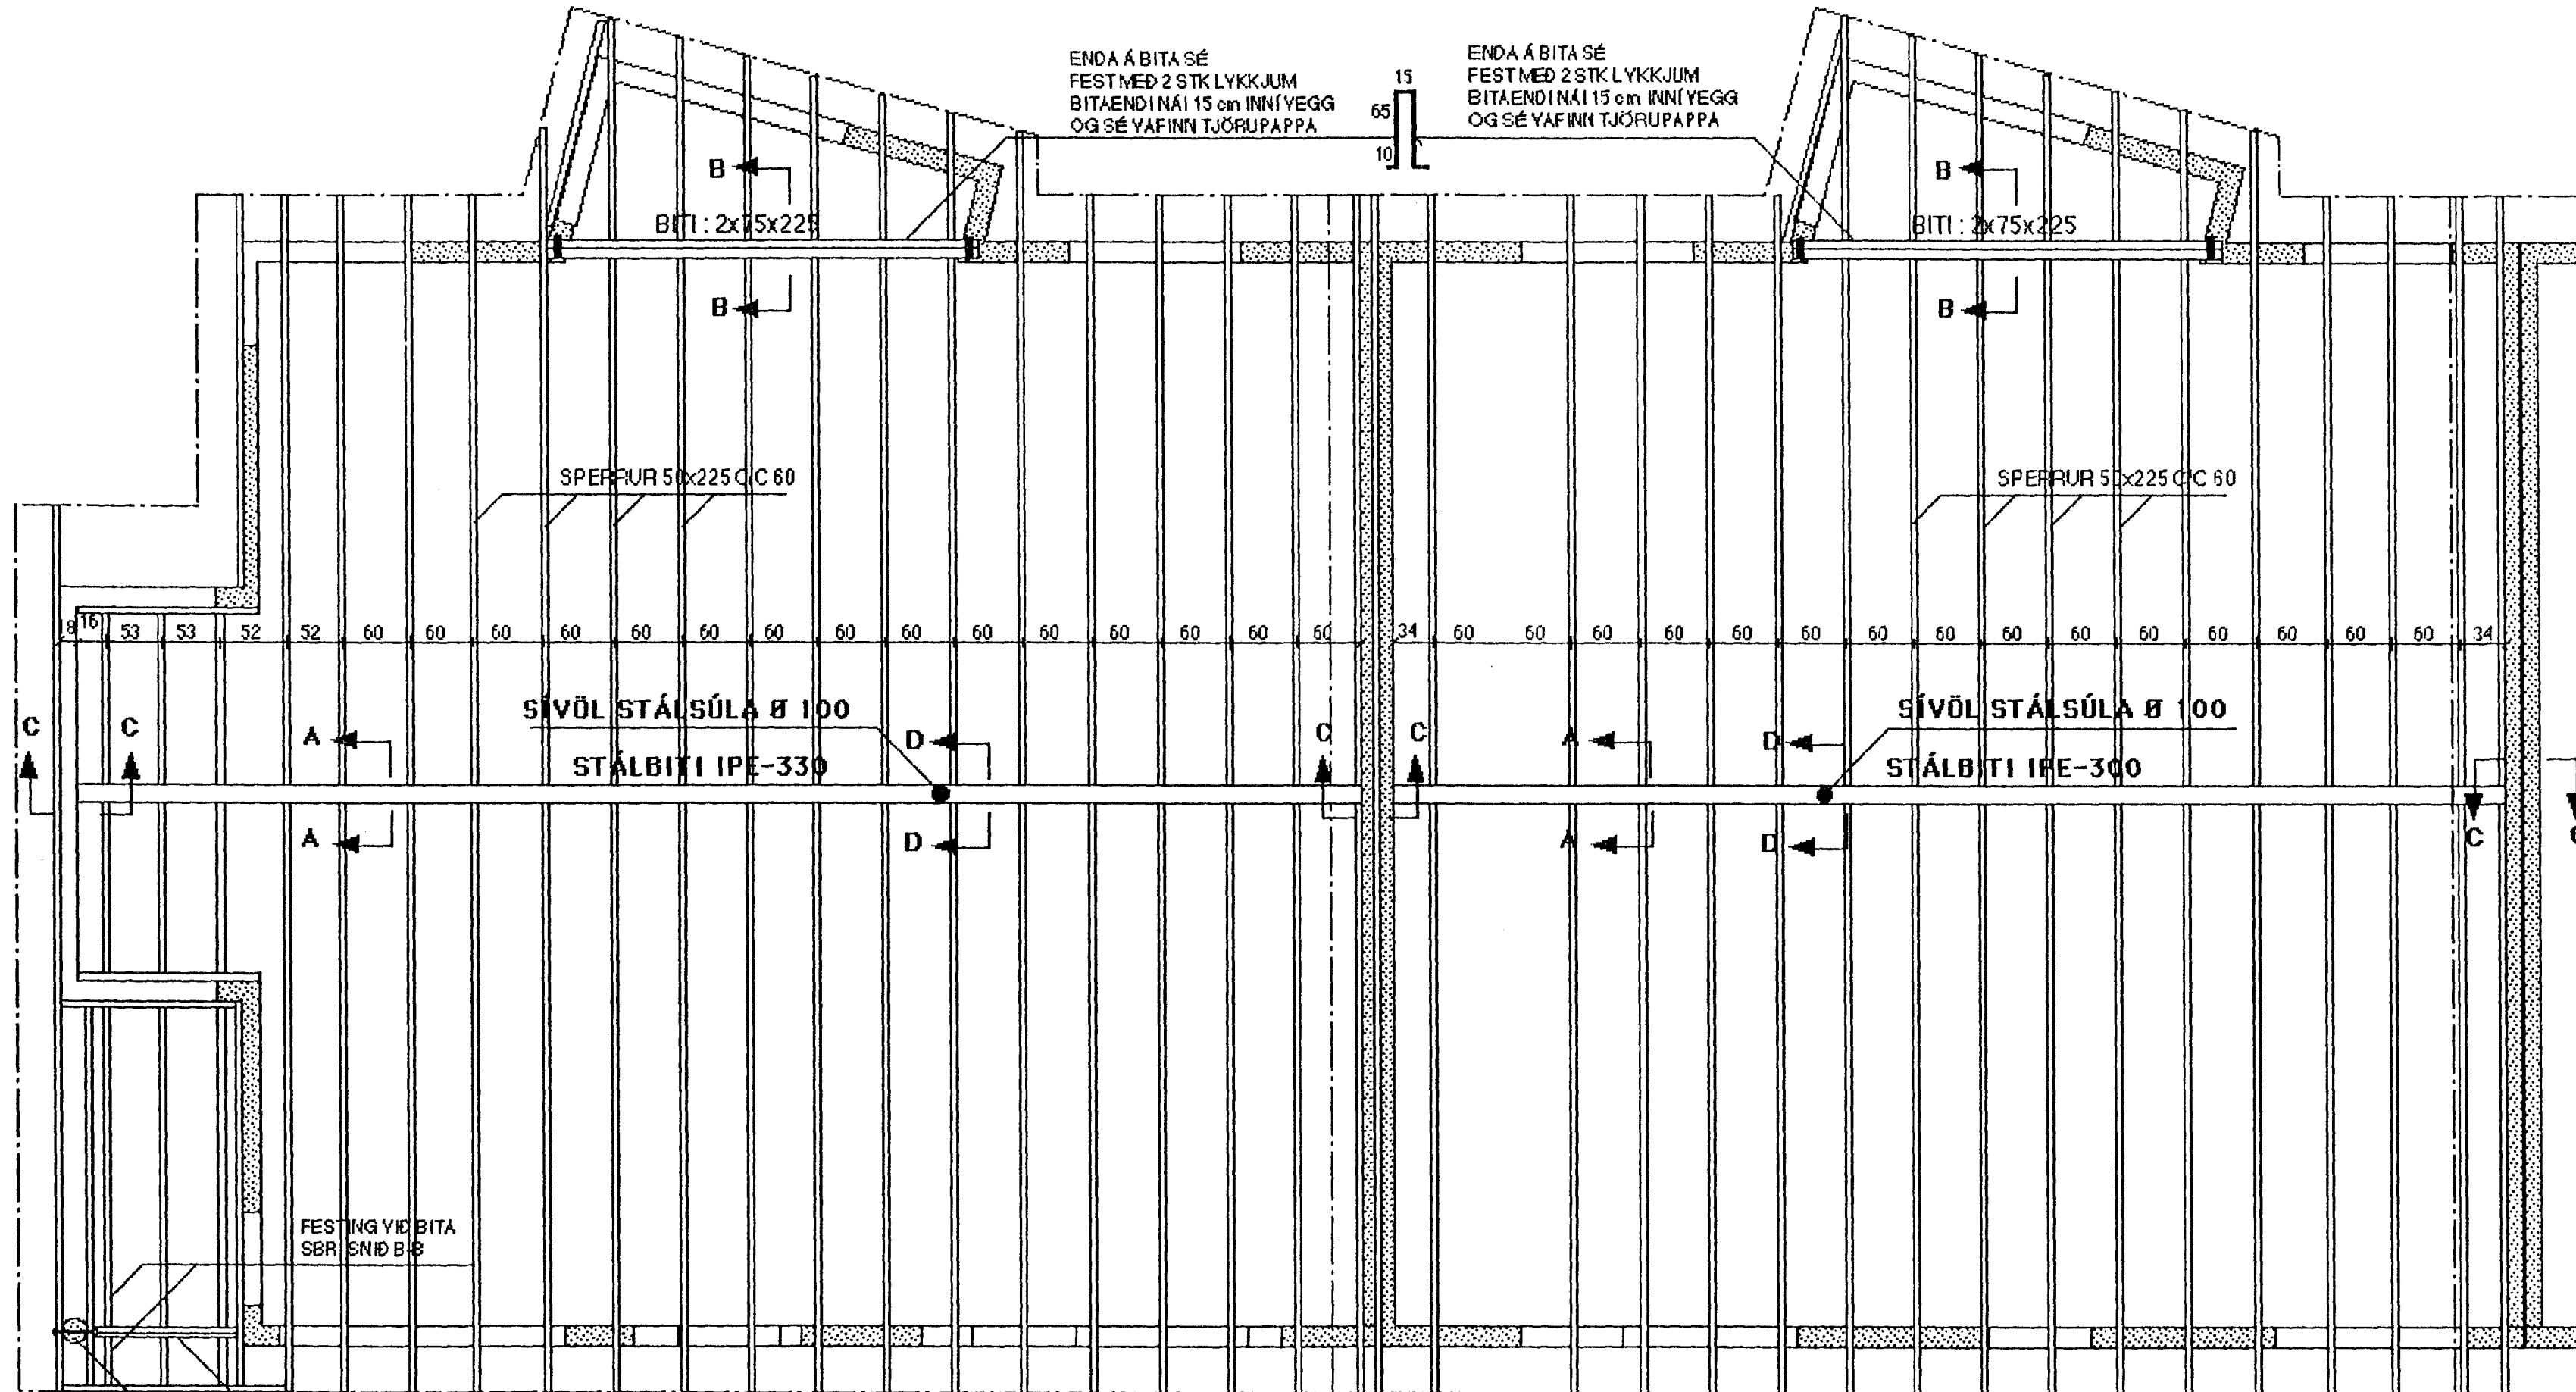 ENDA Á BITA SÉ
FEST MEÐ 2 STK LYKKJUM
BITAENDI NÁI 15 cm INNÍ VEGG
OG SÉ VAFINN TJÖRUPAPPA
15
65
10
ENDA Á BITA SÉ
FEST MEÐ 2 STK LYKKJUM
BITAENDI NÁI 15 cm INNÍ VEGG
OG SÉ VAFINN TJÖRUPAPPA
B
B
BITI : 2x75x225
BITI : 2x75x225
B
B
SPERRUR 50x225 C/C 60
SPERRUR 50x225 C/C 60
18 16 53 53 52 52 60 60 60 60 60 60 60 60 60 60 60 60 60 60 60 34 60 60 60 60 60 60 60 60 60 60 60 60 60 60 60 34
SÍVÖL STÁLSÚLA Ø 100
SÍVÖL STÁLSÚLA Ø 100
C C A D C C A D
STÁLBITI IPE-330
STÁLBITI IPE-300
A D A D C C
FESTING VIÐ BITA
SBR. SNIÐ B-B